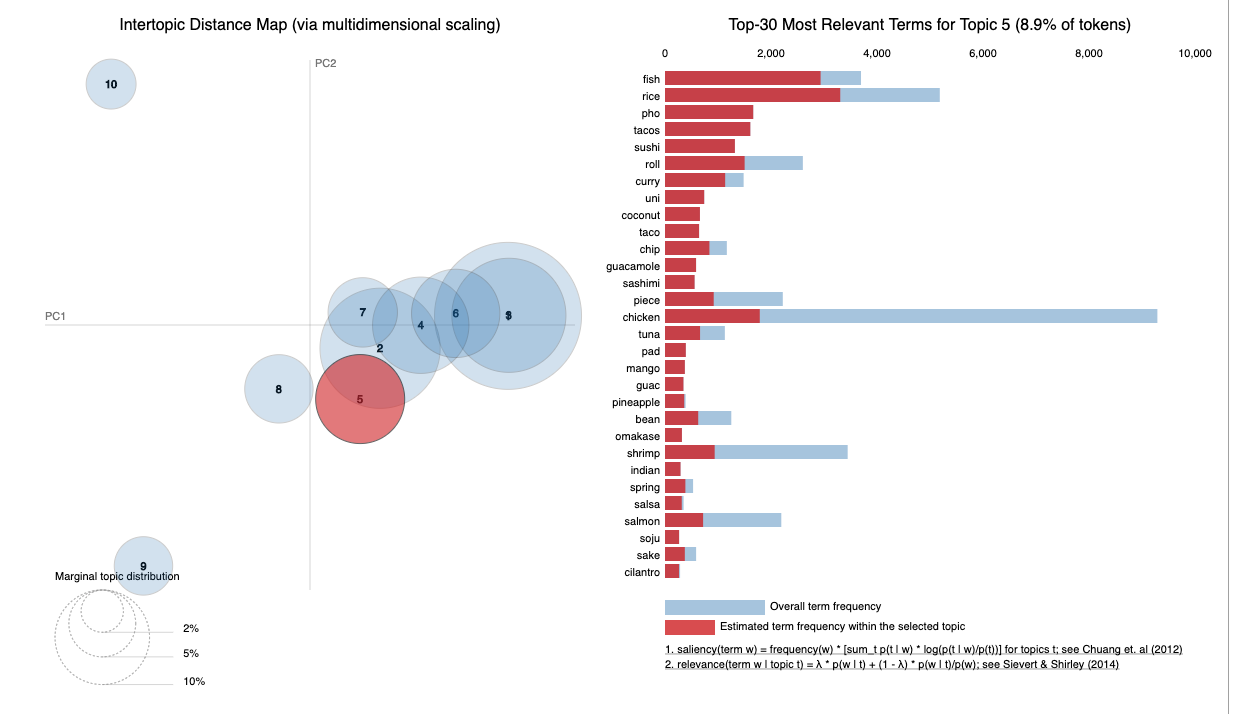 Intertopic Distance Map (via multidimensional scaling)
PC2
PC1
10
7
6
4
2
5
8
9
Marginal topic distribution
2%
5%
10%
Top-30 Most Relevant Terms for Topic 5 (8.9% of tokens)
0 2,000 4,000 6,000 8,000 10,000
fish
rice
pho
tacos
sushi
roll
curry
uni
coconut
taco
chip
guacamole
sashimi
piece
chicken
tuna
pad
mango
guac
pineapple
bean
omakase
shrimp
indian
spring
salsa
salmon
soju
sake
cilantro
Overall term frequency
Estimated term frequency within the selected topic
1. saliency(term w) = frequency(w) * [sum_t p(t | w) * log(p(t | w)/p(t))] for topics t; see Chuang et. al (2012)
2. relevance(term w | topic t) = λ * p(w | t) + (1 - λ) * p(w | t)/p(w); see Sievert & Shirley (2014)